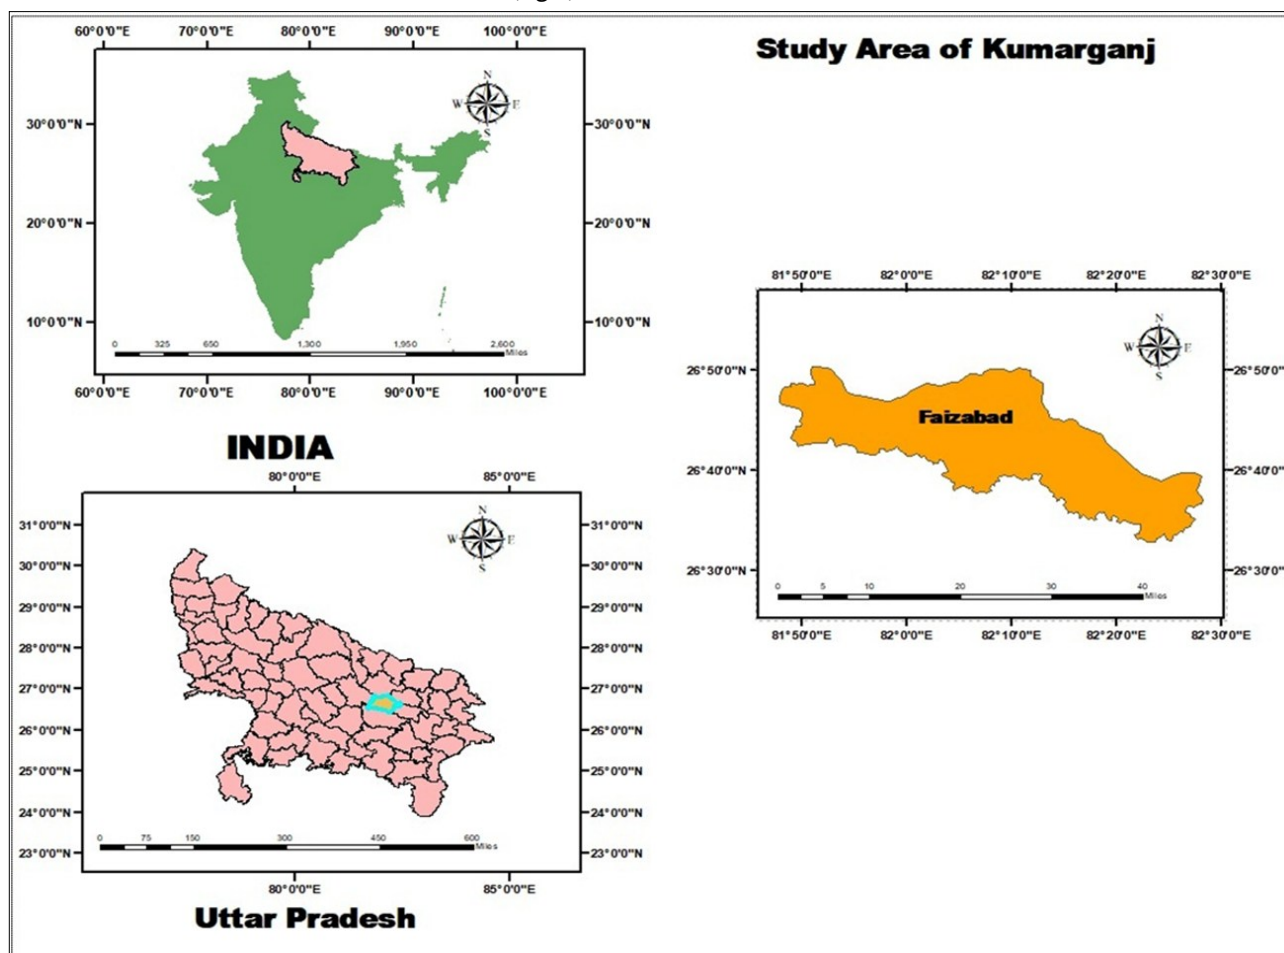 60°0'0"E 70°0'0"E 80°0'0"E 90°0'0"E 100°0'0"E
N
W E
S
30°0'0"N 30°0'0"N
20°0'0"N 20°0'0"N
10°0'0"N 10°0'0"N
0 325 650 1,300 1,950 2,600
Miles
60°0'0"E 70°0'0"E 80°0'0"E 90°0'0"E 100°0'0"E
INDIA
80°0'0"E 85°0'0"E
N
W E
S
31°0'0"N 31°0'0"N
30°0'0"N 30°0'0"N
29°0'0"N 29°0'0"N
28°0'0"N 28°0'0"N
27°0'0"N 27°0'0"N
26°0'0"N 26°0'0"N
25°0'0"N 25°0'0"N
24°0'0"N 24°0'0"N
23°0'0"N 23°0'0"N
0 75 150 300 450 600
Miles
80°0'0"E 85°0'0"E
Uttar Pradesh
Study Area of Kumarganj
81°50'0"E 82°0'0"E 82°10'0"E 82°20'0"E 82°30'0"E
N
W E
S
26°50'0"N 26°50'0"N
Faizabad
26°40'0"N 26°40'0"N
26°30'0"N 26°30'0"N
0 5 10 20 30 40
Miles
81°50'0"E 82°0'0"E 82°10'0"E 82°20'0"E 82°30'0"E